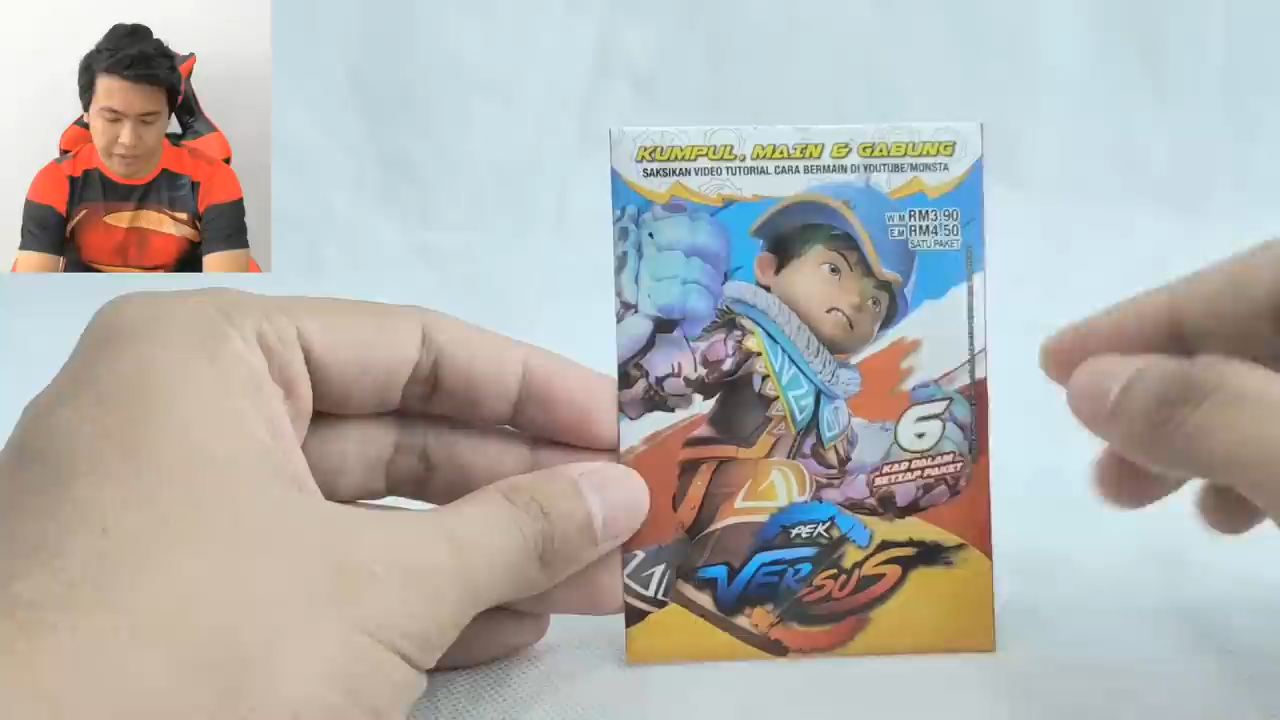 KUMPUL, MAIN & GABUNG
SAKSIKAN VIDEO TUTORIAL CARA BERMAIN DI YOUTUBE/MONSTA
WM RM3.90
EM RM4.50
SATU PAKET
6
KAD DALAM
SETIAP PAKET
PEK
VERSUS